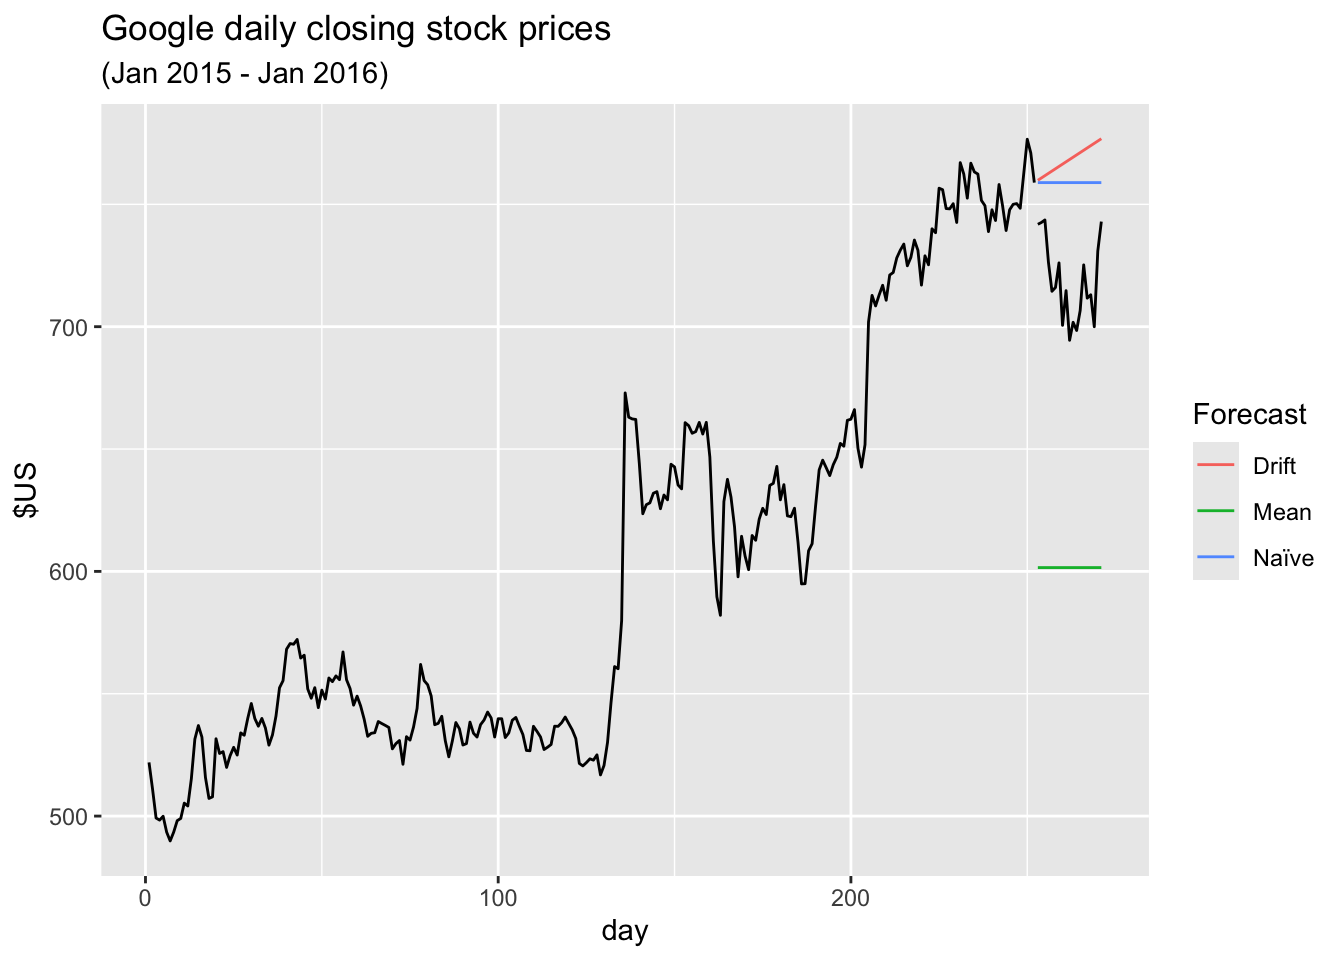 Google daily closing stock prices
(Jan 2015 - Jan 2016)
$US
700
600
500
0
100
200
day
Forecast
Drift
Mean
Naïve